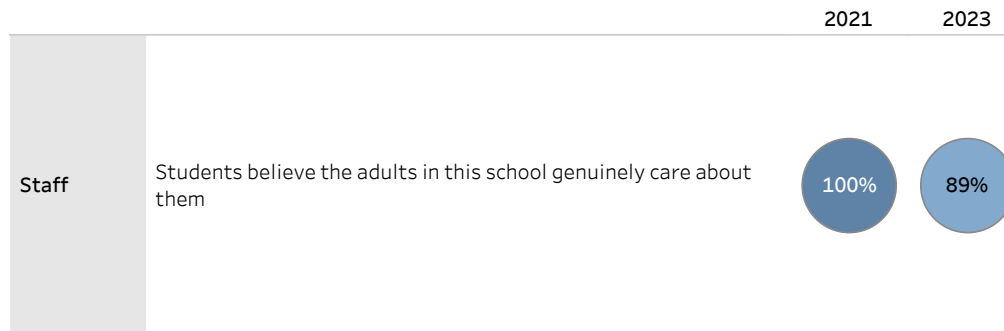 2021 2023
Staff Students believe the adults in this school genuinely care about
them
100% 89%